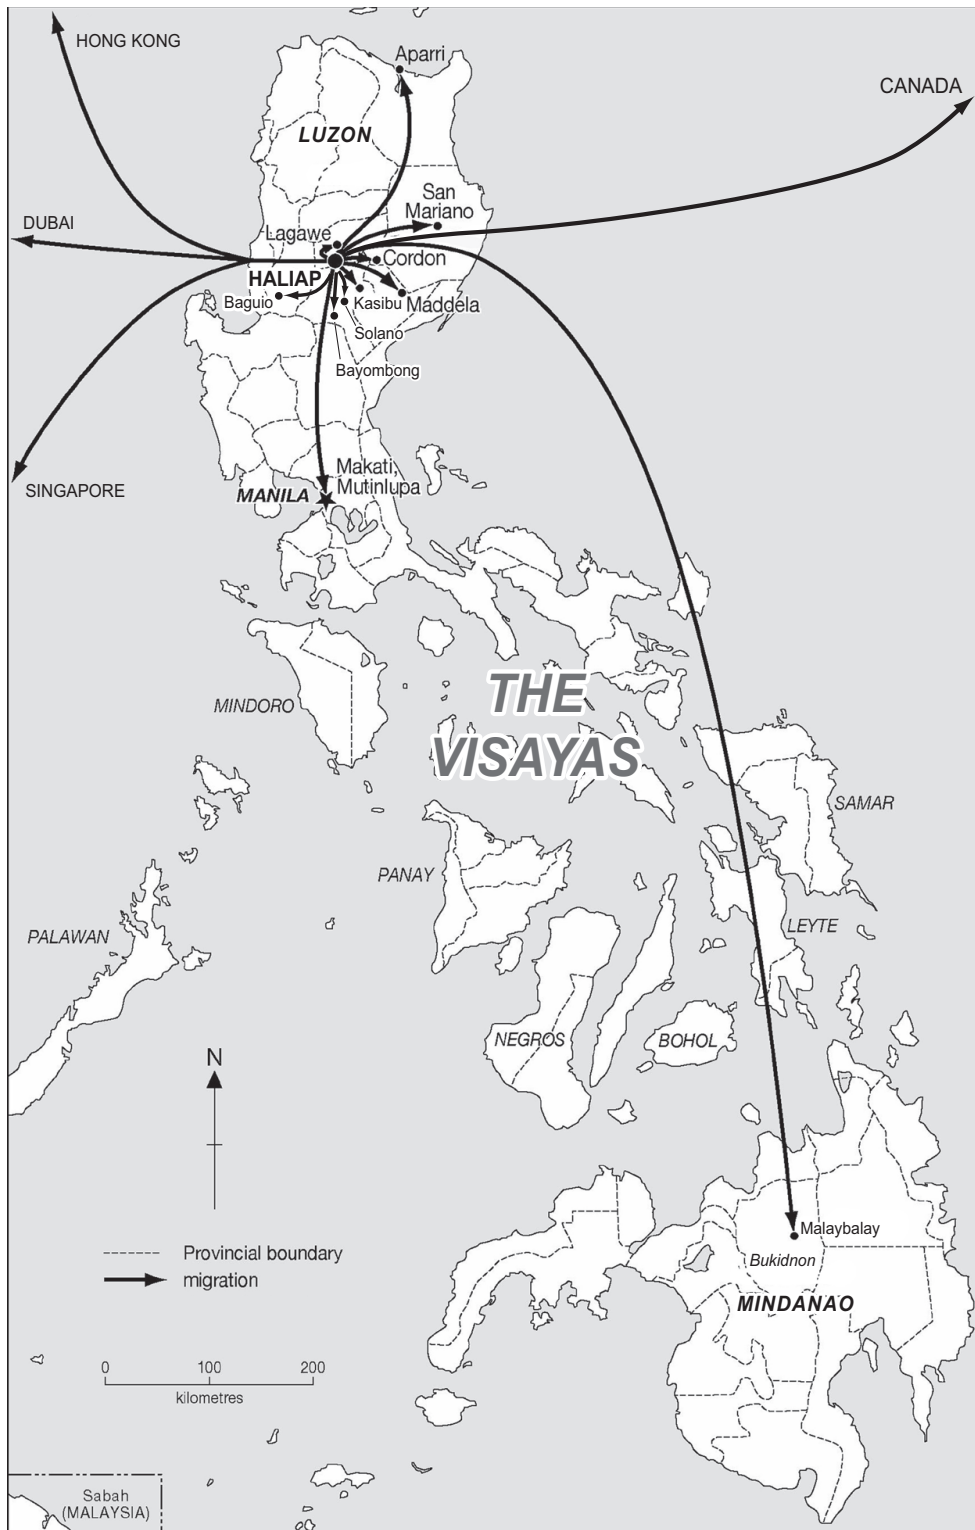 HONG KONG
Aparri
CANADA
LUZON
San
Mariano
DUBAI
Lagawe
Cordon
HALIAP
Baguio
Kasibu
Maddela
Solano
Bayombong
Makati,
Mutinlupa
MANILA
SINGAPORE
THE
VISAYAS
MINDORO
SAMAR
PANAY
LEYTE
PALAWAN
NEGROS
BOHOL
N
Malaybalay
Bukidnon
MINDANAO
Provincial boundary
migration
0 100 200
kilometres
Sabah
(MALAYSIA)